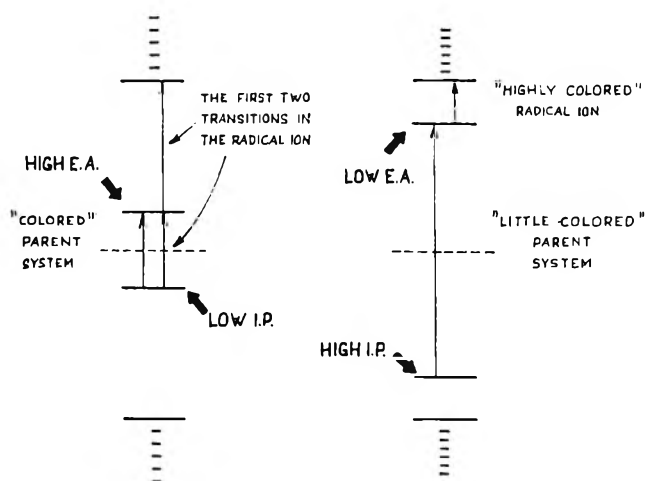 THE FIRST TWO
TRANSITIONS IN
THE RADICAL ION
HIGH E.A.
"COLORED"
PARENT
SYSTEM
LOW I.P.
"HIGHLY COLORED"
RADICAL ION
LOW E.A.
"LITTLE-COLORED"
PARENT
SYSTEM
HIGH I.P.